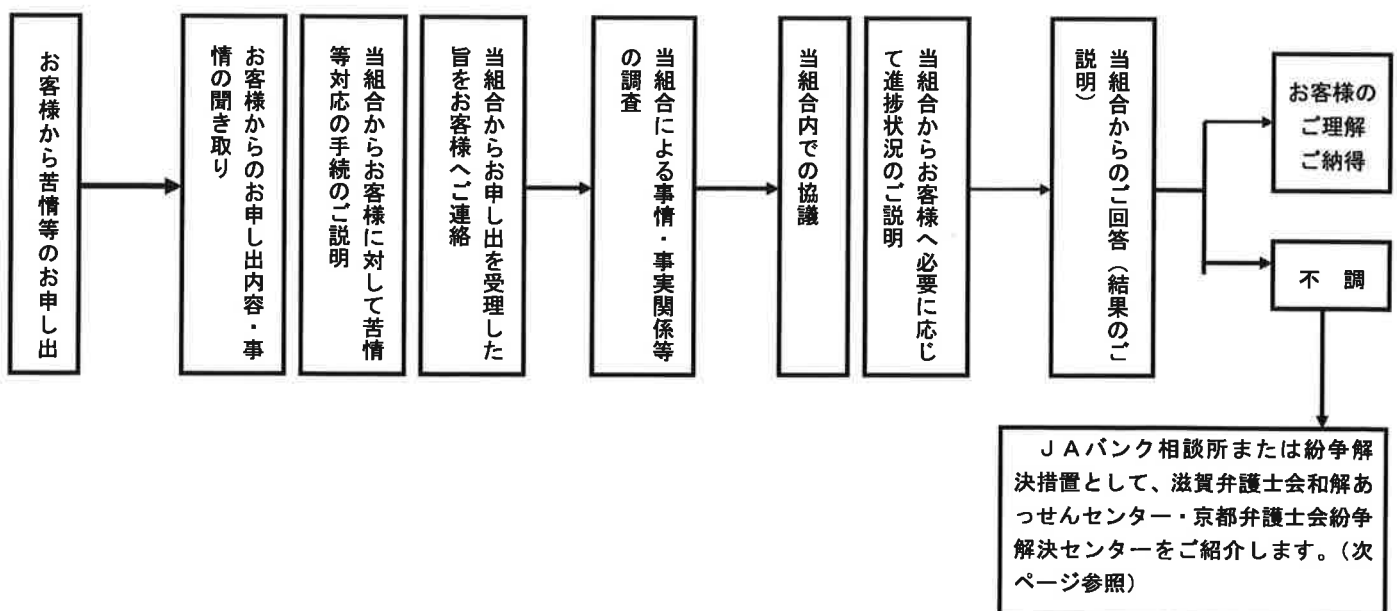 お客様から苦情等のお申し出
お客様からのお申し出内容・事
情の聞き取り
当組合からお客様に対して苦情
等対応の手続のご説明
当組合からお申し出を受理した
旨をお客様へご連絡
当組合による事情・事実関係等
の調査
当組合内での協議
当組合からお客様へ必要に応じ
て進捗状況のご説明
当組合からのご回答（結果のご
説明）
お客様の
ご理解
ご納得
不 調
ＪＡバンク相談所または紛争解
決措置として、滋賀弁護士会和解あ
っせんセンター・京都弁護士会紛争
解決センターをご紹介します。（次
ページ参照）